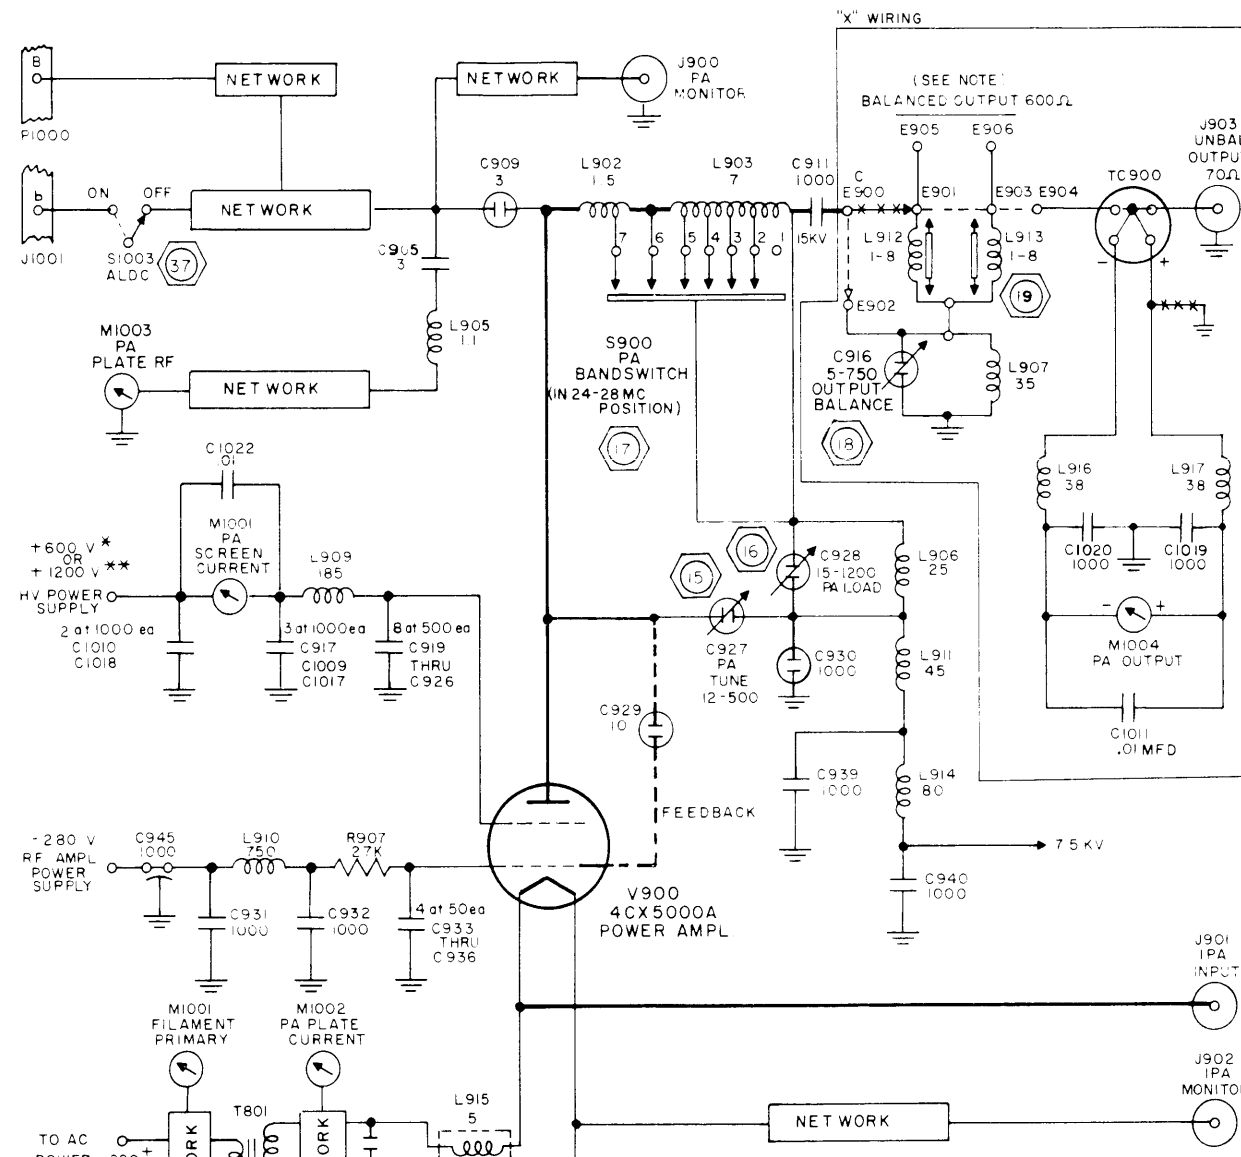 "X" WIRING
B
P1000
NETWORK
NETWORK
J900
PA
MONITOR
(SEE NOTE)
BALANCED OUTPUT 600Ω
E905
E906
J903
UNBA
OUTPU
70Ω
b
J1001
ON
OFF
S1003
ALDC
37
NETWORK
C909
3
L902
1.5
L903
7
C911
1000
15KV
C
E900
E901
E903
E904
TC900
7
6
5
4
3
2
1
L912
1-8
L913
1-8
19
E902
- +
C905
3
L905
1.1
M1003
PA
PLATE RF
NETWORK
S900
PA
BANDSWITCH
(IN 24-28 MC
POSITION)
17
C916
5-750
OUTPUT
BALANCE
18
L907
35
C1022
.01
M1001
PA
SCREEN
CURRENT
+600 V *
OR
+1200 V **
HV POWER
SUPPLY
L909
185
2 at 1000 ea
C1010
C1018
3 at 1000 ea
C917
C1009
C1017
8 at 500 ea
C919
THRU
C926
15
16
C928
15-1200
PA LOAD
L906
25
C927
PA
TUNE
12-500
C930
1000
L911
45
L916
38
L917
38
C1020
1000
C1019
1000
- +
M1004
PA OUTPUT
C1011
.01 MFD
C929
10
FEEDBACK
C939
1000
L914
80
7.5 KV
C940
1000
-280 V
RF AMPL
POWER
SUPPLY
C945
1000
L910
750
R907
27K
C931
1000
C932
1000
4 at 50 ea
C933
THRU
C936
V900
4CX5000A
POWER AMPL.
J901
IPA
INPUT
M1001
FILAMENT
PRIMARY
M1002
PA PLATE
CURRENT
J902
IPA
MONITO
T801
L915
5
NETWORK
TO AC
ORK
ORK
+